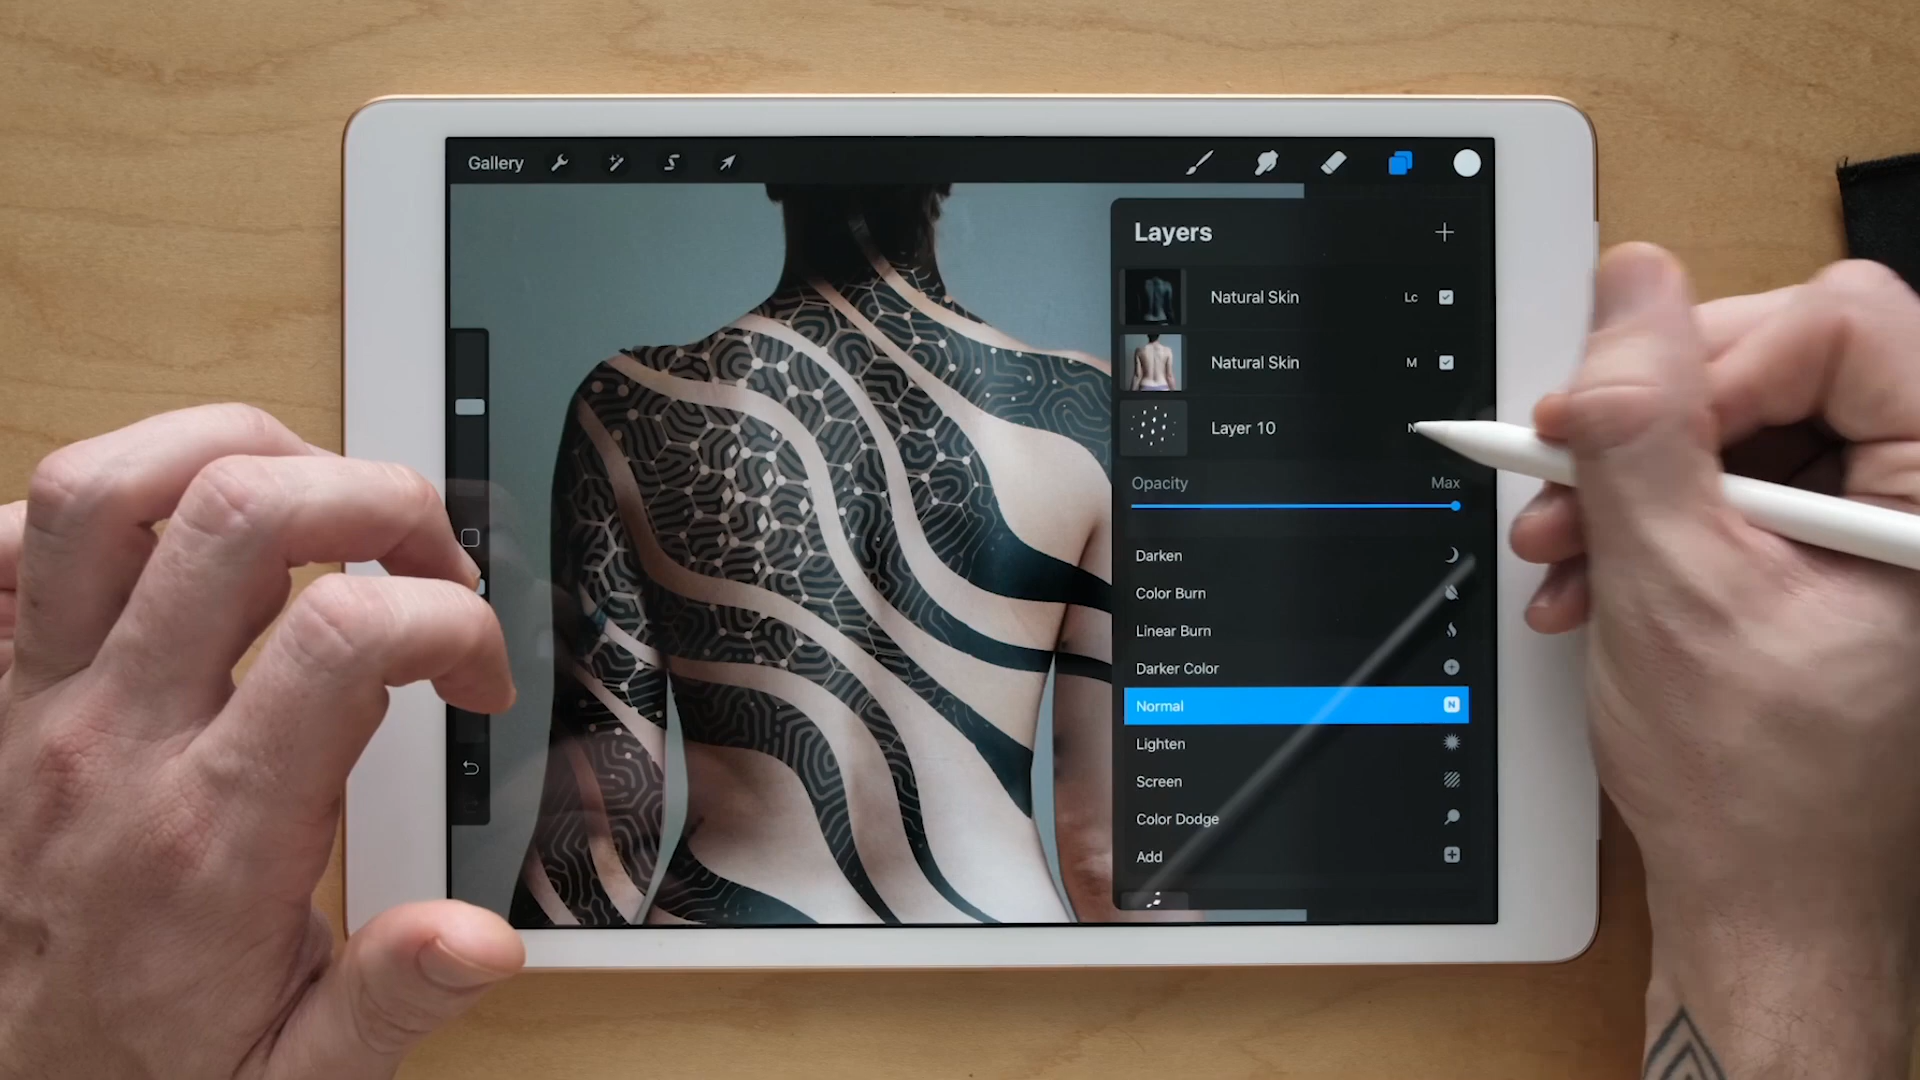 Gallery
Layers
Natural Skin Lc
Natural Skin M
Layer 10 N
Opacity Max
Darken
Color Burn
Linear Burn
Darker Color
Normal N
Lighten
Screen
Color Dodge
Add